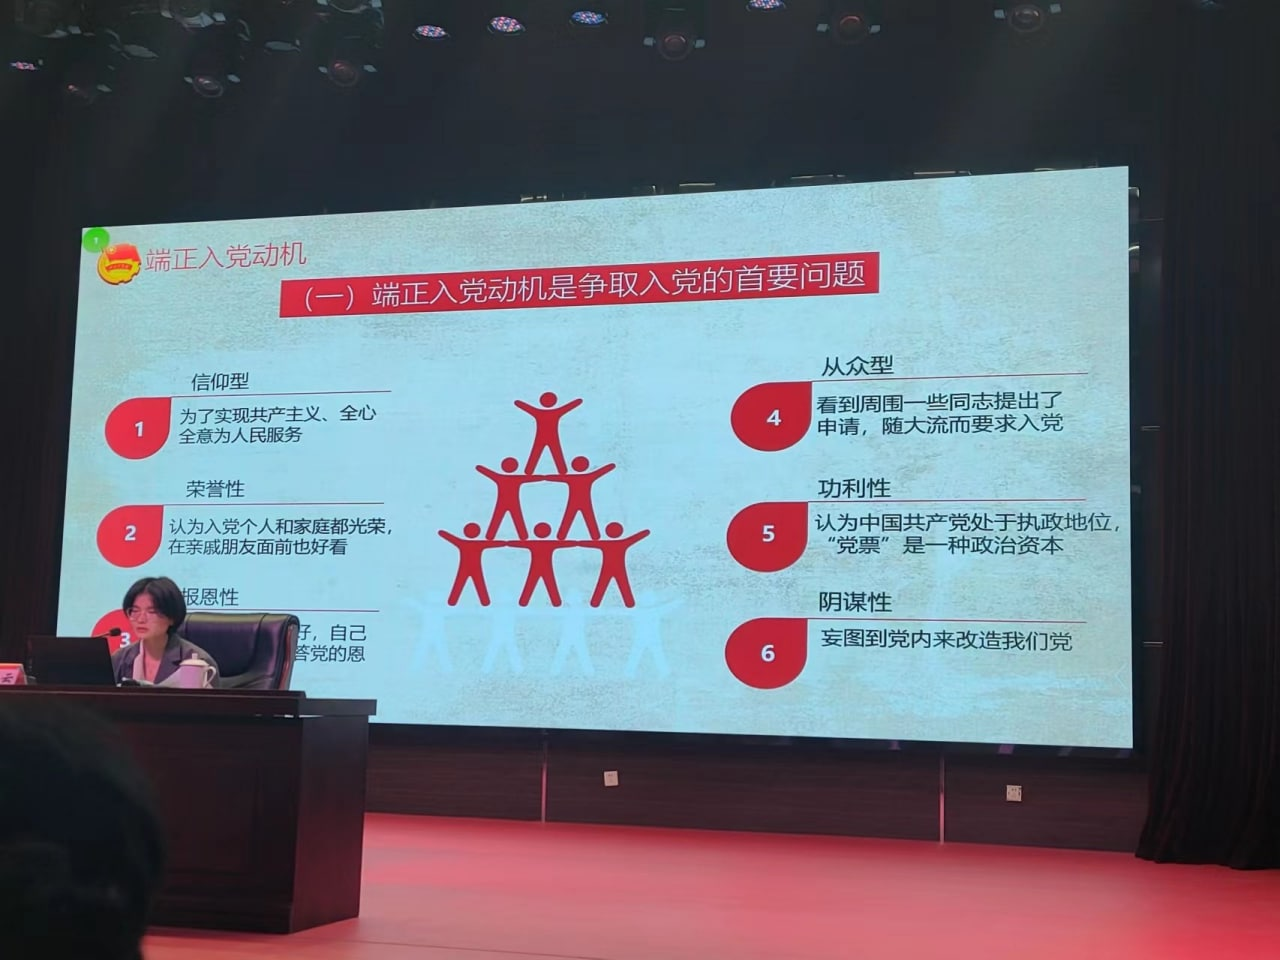 1
端正入党动机
（一）端正入党动机是争取入党的首要问题
信仰型
1
为了实现共产主义、全心
全意为人民服务
荣誉性
2
认为入党个人和家庭都光荣，
在亲戚朋友面前也好看
报恩性
3
好，自己
答党的恩
从众型
4
看到周围一些同志提出了
申请，随大流而要求入党
功利性
5
认为中国共产党处于执政地位，
“党票”是一种政治资本
阴谋性
6
妄图到党内来改造我们党
云